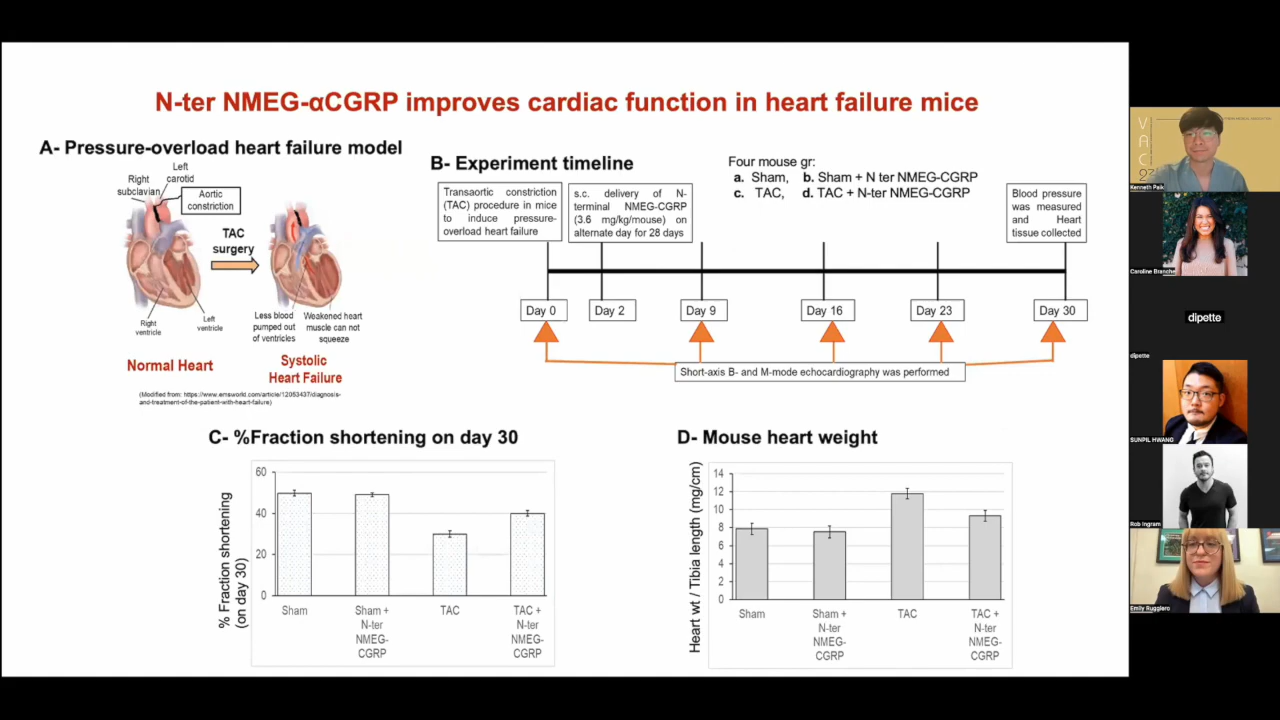 N-ter NMEG-αCGRP improves cardiac function in heart failure mice
A- Pressure-overload heart failure model
Left
carotid
Right
subclavian
Aortic
constriction
TAC
surgery
Right
ventricle
Left
ventricle
Less blood
pumped out
of ventricles
Weakened heart
muscle can not
squeeze
Normal Heart
Systolic
Heart Failure
(Modified from: https://www.emsworld.com/article/12053437/diagnosis-
and-treatment-of-the-patient-with-heart-failure)
B- Experiment timeline
Four mouse gr:
a. Sham, b. Sham + N ter NMEG-CGRP
c. TAC, d. TAC + N-ter NMEG-CGRP
Transaortic constriction
(TAC) procedure in mice
to induce pressure-
overload heart failure
s.c. delivery of N-
terminal NMEG-CGRP
(3.6 mg/kg/mouse) on
alternate day for 28 days
Blood pressure
was measured
and Heart
tissue collected
Day 0
Day 2
Day 9
Day 16
Day 23
Day 30
Short-axis B- and M-mode echocardiography was performed
C- %Fraction shortening on day 30
% Fraction shortening
(on day 30)
60
40
20
0
Sham
Sham +
N-ter
NMEG-
CGRP
TAC
TAC +
N-ter
NMEG-
CGRP
D- Mouse heart weight
Heart wt / Tibia length (mg/cm)
14
12
10
8
6
4
2
0
Sham
Sham +
N-ter
NMEG-
CGRP
TAC
TAC +
N-ter
NMEG-
CGRP
Kenneth Paik
Caroline Branche
dipette
dipette
SUNPIL HWANG
Rob Ingram
Emily Ruggiero